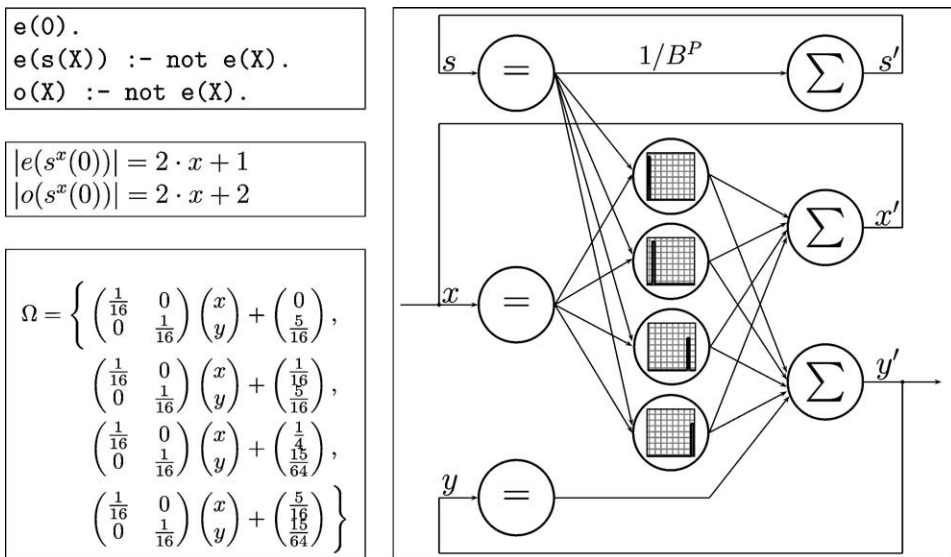 e(0).
e(s(X)) :- not e(X).
o(X) :- not e(X).
|e(s^x(0))| = 2 · x + 1
|o(s^x(0))| = 2 · x + 2
Ω = { (1/16 0; 0 1/16) (x; y) + (0; 5/16) ,
(1/16 0; 0 1/16) (x; y) + (1/16; 5/16) ,
(1/16 0; 0 1/16) (x; y) + (1/4; 15/64) ,
(1/16 0; 0 1/16) (x; y) + (5/16; 15/64) }
s = 1/B^P ∑ s′
∑ x′
x =
∑ y′
y =